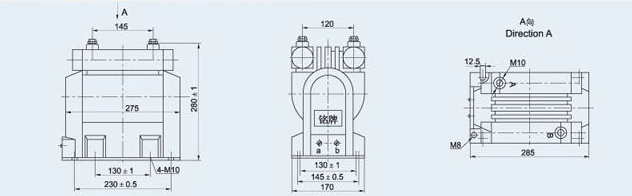 A
145
275
280±1
130±1
4-M10
230±0.5
120
铭牌
a b
130±1
145±0.5
170
A向
Direction A
12.5
M10
A
B
M8
285